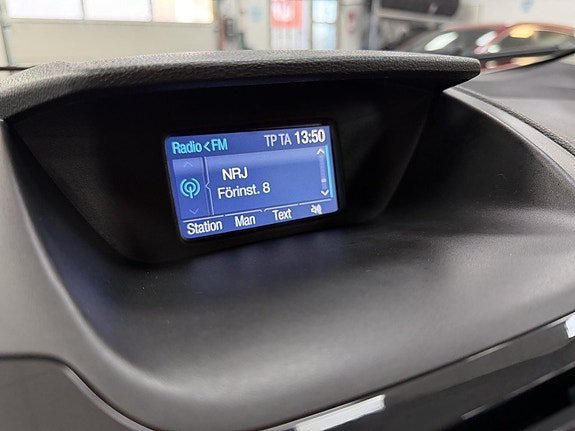 Radio<FM TP TA 13:50
NRJ
Förinst. 8
Station Man Text